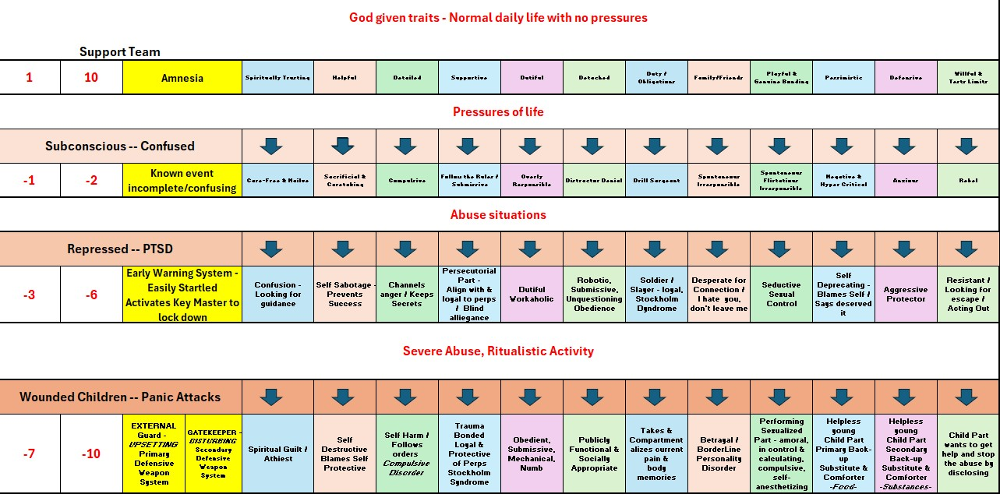 God given traits - Normal daily life with no pressures
Support Team
1
10
Amnesia
Spiritually Trusting
Helpful
Detailed
Supportive
Dutiful
Detached
Duty /
Obligations
Family/Friends
Playful &
Genuine Bonding
Pessimistic
Defensive
Willful &
Tests Limits
Pressures of life
Subconscious -- Confused
-1
-2
Known event
incomplete/confusing
Care-Free & Naive
Sacrificial &
Caretaking
Compulsive
Follow the Rules /
Submissive
Overly
Responsible
Distractor Denial
Drill Sargeant
Spontaneous
Irresponsible
Spontaneous
Flirtatious
Irresponsible
Negative &
Hyper Critical
Anxious
Rebel
Abuse situations
Repressed -- PTSD
-3
-6
Early Warning System -
Easily Startled
Activates Key Master to
lock down
Confusion -
Looking for
guidance
Self Sabotage -
Prevents
Success
Channels
anger / Keeps
Secrets
Persecutorial
Part -
Align with &
loyal to perps
/ Blind
alliegance
Dutiful
Workaholic
Robotic,
Submissive,
Unquestioning
Obedience
Soldier /
Slayer - loyal,
Stockholm
Dyndrome
Desperate for
Connection /
I hate you,
don't leave me
Seductive
Sexual
Control
Self
Deprecating -
Blames Self /
Says deserved
it
Aggressive
Protector
Resistant /
Looking for
escape /
Acting Out
Severe Abuse, Ritualistic Activity
Wounded Children -- Panic Attacks
-7
-10
EXTERNAL
Guard -
UPSETTING
Primary
Defensive
Weapon
System
GATEKEEPER -
DISTURBING
Secondary
Defensive
Weapon
System
Spiritual Guilt /
Athiest
Self
Destructive
Blames Self
Protective
Self Harm /
Follows
orders
Compulsive
Disorder
Trauma
Bonded
Loyal &
Protective
of Perps
Stockholm
Syndrome
Obedient,
Submissive,
Mechanical,
Numb
Publicly
Functional &
Socially
Appropriate
Takes &
Compartment
alizes current
pain &
body
memories
Betrayal /
BorderLine
Personality
Disorder
Performing
Sexualized
Part - amoral,
in control &
calculating,
compulsive,
self-
anesthetizing
Helpless
young
Child Part
Primary Back-
up
Substitute &
Comforter
-Food-
Helpless
young
Child Part
Secondary
Back-up
Substitute &
Comforter
-Substances-
Child Part
wants to get
help and stop
the abuse by
disclosing